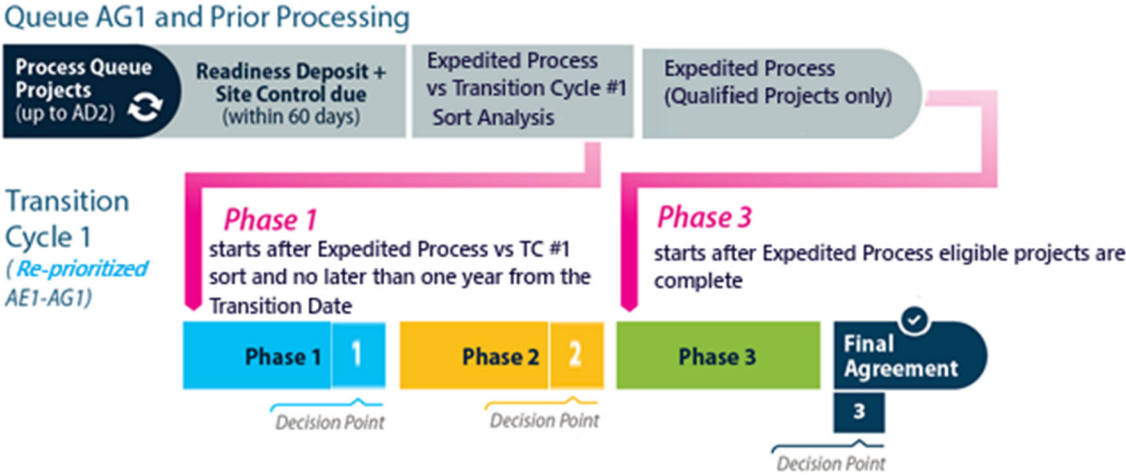 Queue AG1 and Prior Processing
Process Queue
Projects
(up to AD2)
Readiness Deposit +
Site Control due
(within 60 days)
Expedited Process
vs Transition Cycle #1
Sort Analysis
Expedited Process
(Qualified Projects only)
Transition
Cycle 1
( Re-prioritized
AE1-AG1)
Phase 1
starts after Expedited Process vs TC #1
sort and no later than one year from the
Transition Date
Phase 3
starts after Expedited Process eligible projects are
complete
Phase 1
1
Phase 2
2
Phase 3
Final
Agreement
3
Decision Point
Decision Point
Decision Point